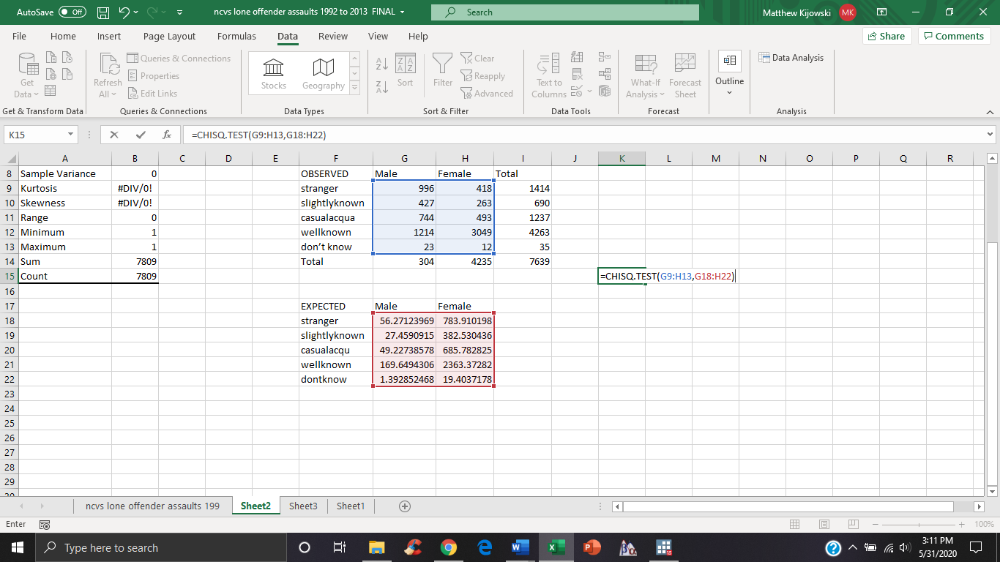 AutoSave Off ncvs lone offender assaults 1992 to 2013 FINAL Search Matthew Kijowski MK
File Home Insert Page Layout Formulas Data Review View Help Share Comments
Get Data Refresh All Queries & Connections Properties Edit Links Stocks Geography Sort Filter Clear Reapply Advanced Text to Columns What-If Analysis Forecast Sheet Outline Data Analysis
Get & Transform Data Queries & Connections Data Types Sort & Filter Data Tools Forecast Analysis
K15 fx =CHISQ.TEST(G9:H13,G18:H22)
A B C D E F G H I J K L M N O P Q R
8 Sample Variance 0 OBSERVED Male Female Total
9 Kurtosis #DIV/0! stranger 996 418 1414
10 Skewness #DIV/0! slightlyknown 427 263 690
11 Range 0 casualacqua 744 493 1237
12 Minimum 1 wellknown 1214 3049 4263
13 Maximum 1 don't know 23 12 35
14 Sum 7809 Total 304 4235 7639
15 Count 7809 =CHISQ.TEST(G9:H13,G18:H22)
16
17 EXPECTED Male Female
18 stranger 56.27123969 783.910198
19 slightlyknown 27.4590915 382.530436
20 casualacqu 49.22738578 685.782825
21 wellknown 169.6494306 2363.37282
22 dontknow 1.392852468 19.4037178
23
24
25
26
27
28
29
ncvs lone offender assaults 199 Sheet2 Sheet3 Sheet1
Enter 100%
Type here to search 3:11 PM
5/31/2020